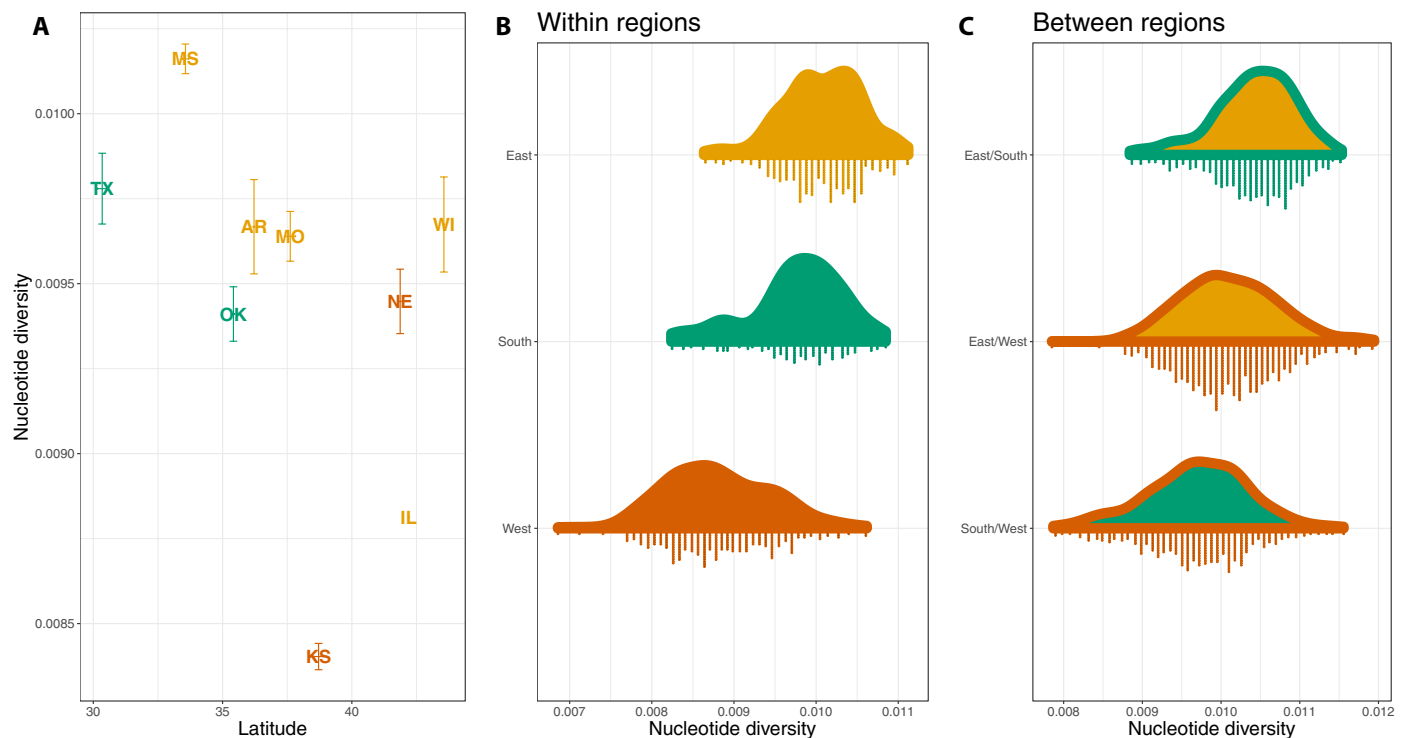 A
Nucleotide diversity
0.0100
0.0095
0.0090
0.0085
MS
TX
AR
MO
WI
OK
NE
IL
KS
30
35
40
Latitude
B
Within regions
East
South
West
0.007
0.008
0.009
0.010
0.011
Nucleotide diversity
C
Between regions
East/South
East/West
South/West
0.008
0.009
0.010
0.011
0.012
Nucleotide diversity